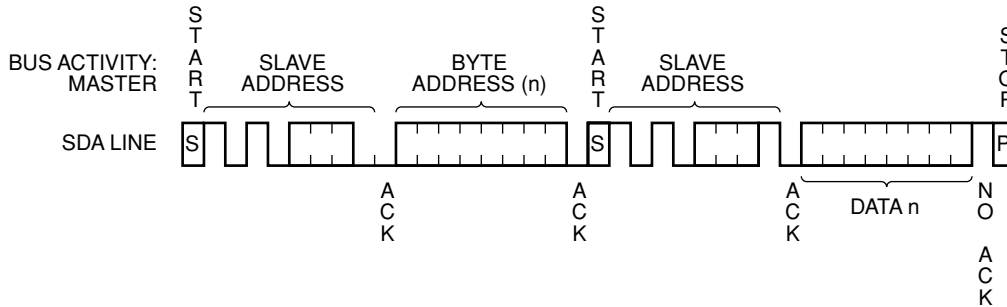 START
START
STOP
BUS ACTIVITY:
MASTER
SLAVE
ADDRESS
BYTE
ADDRESS (n)
SLAVE
ADDRESS
SDA LINE
S
S
P
ACK
ACK
ACK
DATA n
NO ACK